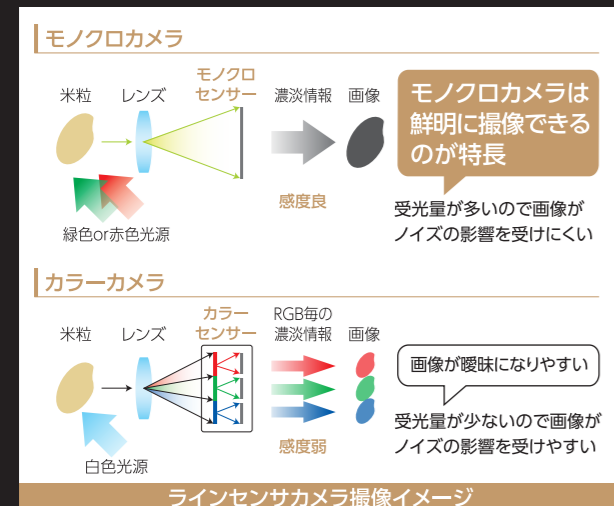 モノクロカメラ
米粒
レンズ
モノクロ
センサー
濃淡情報
画像
感度良
緑色or赤色光源
モノクロカメラは
鮮明に撮像できる
のが特長
受光量が多いので画像が
ノイズの影響を受けにくい
カラーカメラ
米粒
レンズ
カラー
センサー
RGB毎の
濃淡情報
画像
感度弱
白色光源
画像が曖昧になりやすい
受光量が少ないので画像が
ノイズの影響を受けやすい
ラインセンサカメラ撮像イメージ